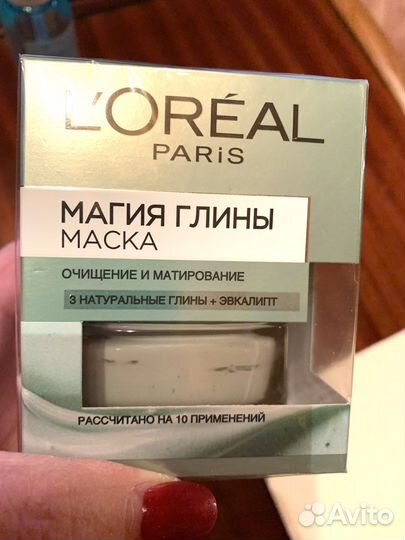 L'ORÉAL
PARIS
МАГИЯ ГЛИНЫ
МАСКА
ОЧИЩЕНИЕ И МАТИРОВАНИЕ
3 НАТУРАЛЬНЫЕ ГЛИНЫ + ЭВКАЛИПТ
РАССЧИТАНО НА 10 ПРИМЕНЕНИЙ
Avito